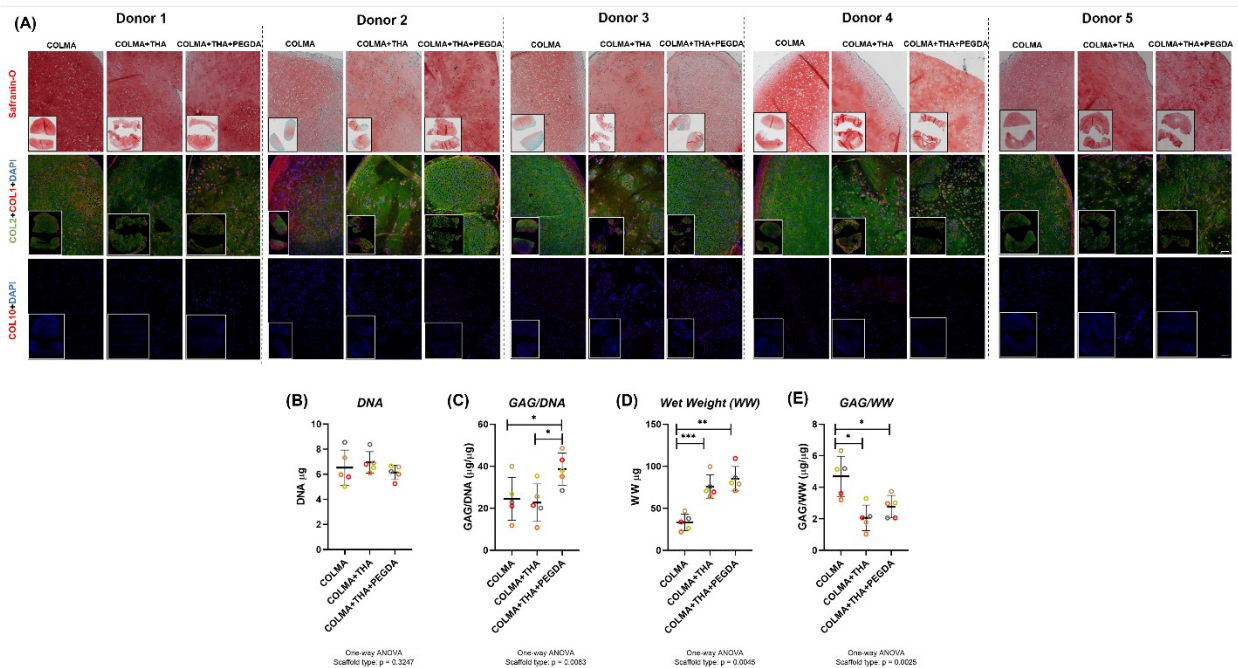 (A)
Donor 1
Donor 2
Donor 3
Donor 4
Donor 5
COLMA COLMA+THA COLMA+THA+PEGDA
COLMA COLMA+THA COLMA+THA+PEGDA
COLMA COLMA+THA COLMA+THA+PEGDA
COLMA COLMA+THA COLMA+THA+PEGDA
COLMA COLMA+THA COLMA+THA+PEGDA
Safranin-O
COL2+COL1+DAPI
COL10+DAPI
(B)
DNA
DNA µg
10
8
6
4
2
0
COLMA
COLMA+THA
COLMA+THA+PEGDA
One-way ANOVA
Scaffold type: p = 0.3247
(C)
GAG/DNA
GAG/DNA (µg/µg)
60
40
20
0
*
*
COLMA
COLMA+THA
COLMA+THA+PEGDA
One-way ANOVA
Scaffold type: p = 0.0083
(D)
Wet Weight (WW)
WW µg
150
100
50
0
**
***
COLMA
COLMA+THA
COLMA+THA+PEGDA
One-way ANOVA
Scaffold type: p = 0.0045
(E)
GAG/WW
GAG/WW (µg/µg)
8
6
4
2
0
*
*
COLMA
COLMA+THA
COLMA+THA+PEGDA
One-way ANOVA
Scaffold type: p = 0.0025